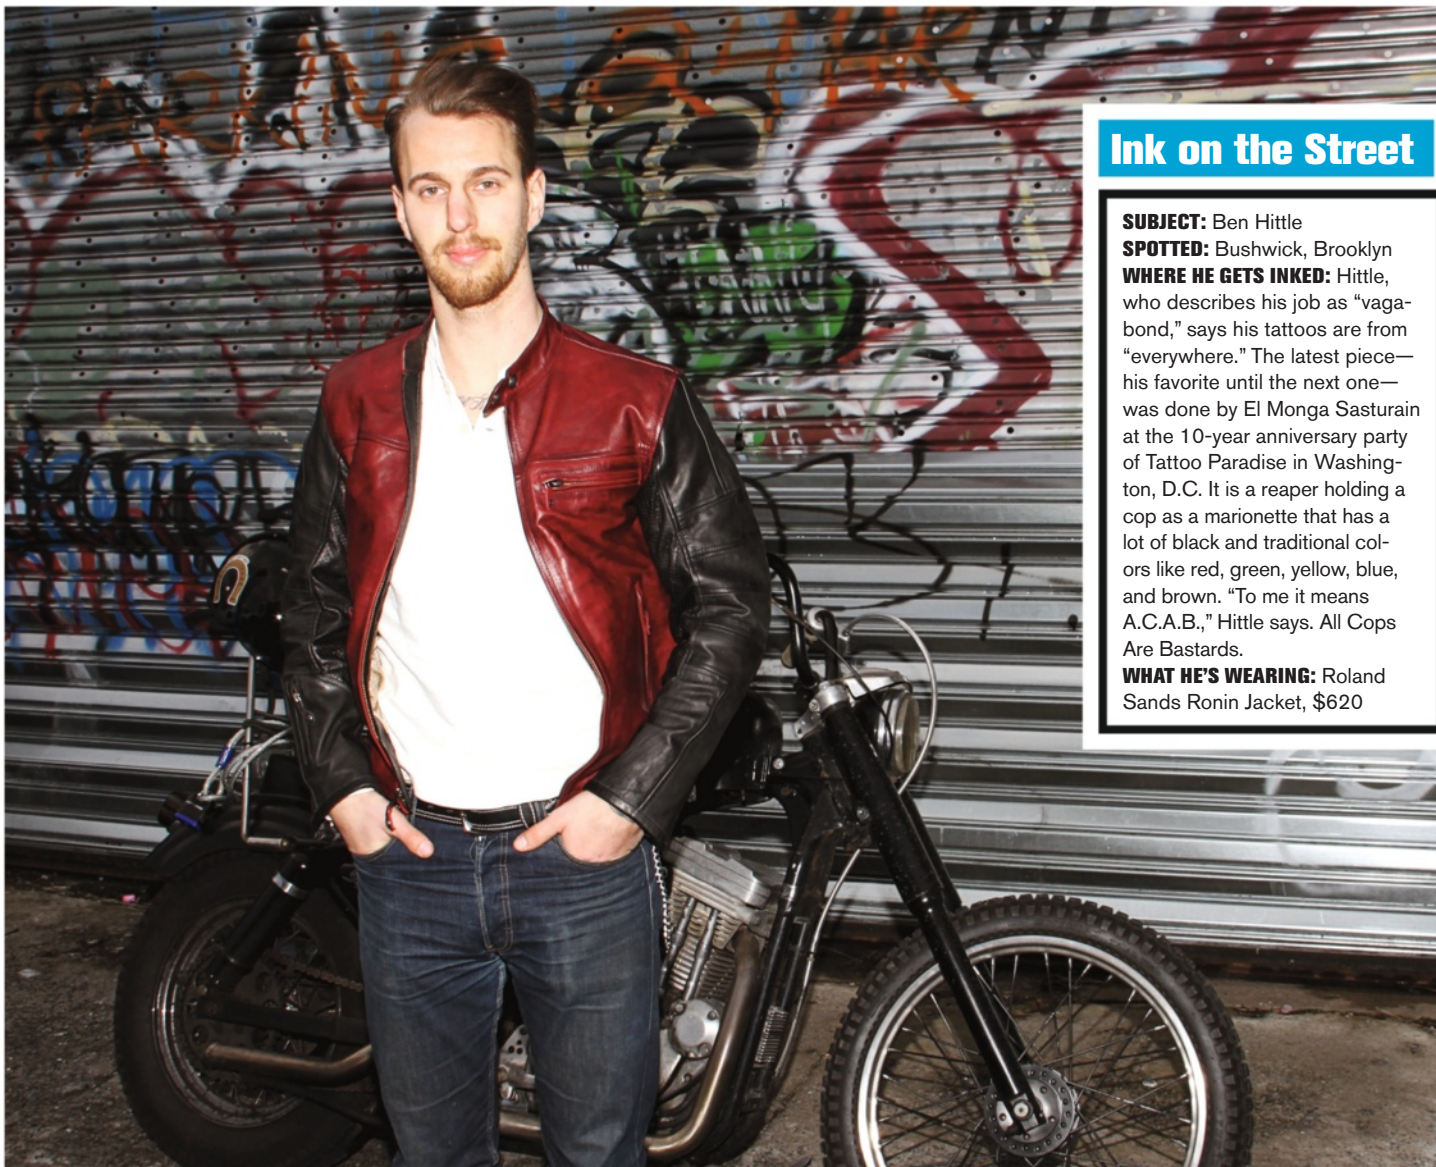 Ink on the Street
SUBJECT: Ben Hittle
SPOTTED: Bushwick, Brooklyn
WHERE HE GETS INKED: Hittle,
who describes his job as “vaga-
bond,” says his tattoos are from
“everywhere.” The latest piece—
his favorite until the next one—
was done by El Monga Sasturain
at the 10-year anniversary party
of Tattoo Paradise in Washing-
ton, D.C. It is a reaper holding a
cop as a marionette that has a
lot of black and traditional col-
ors like red, green, yellow, blue,
and brown. “To me it means
A.C.A.B.,” Hittle says. All Cops
Are Bastards.
WHAT HE’S WEARING: Roland
Sands Ronin Jacket, $620